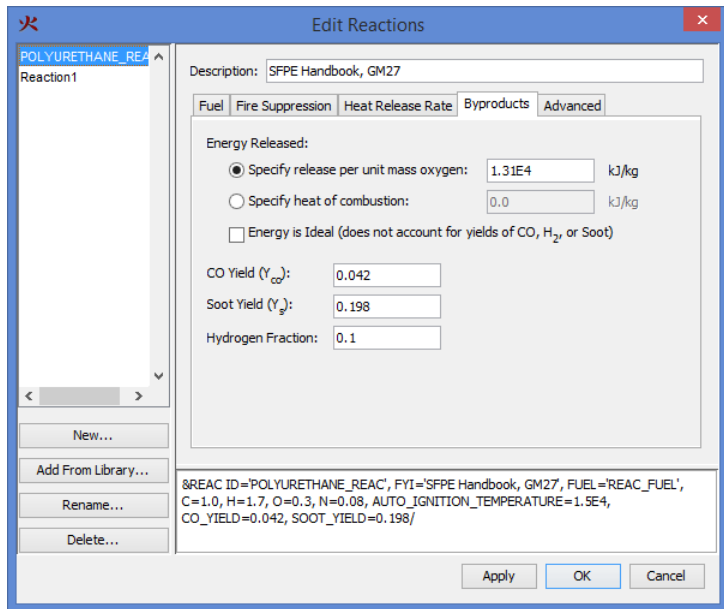 火
Edit Reactions
x
POLYURETHANE_REA
Reaction1
Description: SFPE Handbook, GM27
Fuel Fire Suppression Heat Release Rate Byproducts Advanced
Energy Released:
Specify release per unit mass oxygen: 1.31E4 kJ/kg
Specify heat of combustion: 0.0 kJ/kg
Energy is Ideal (does not account for yields of CO, H2, or Soot)
CO Yield (Yco): 0.042
Soot Yield (Ys): 0.198
Hydrogen Fraction: 0.1
New...
Add From Library...
Rename...
Delete...
&REAC ID='POLYURETHANE_REAC', FYI='SFPE Handbook, GM27', FUEL='REAC_FUEL',
C=1.0, H=1.7, O=0.3, N=0.08, AUTO_IGNITION_TEMPERATURE=1.5E4,
CO_YIELD=0.042, SOOT_YIELD=0.198/
Apply OK Cancel